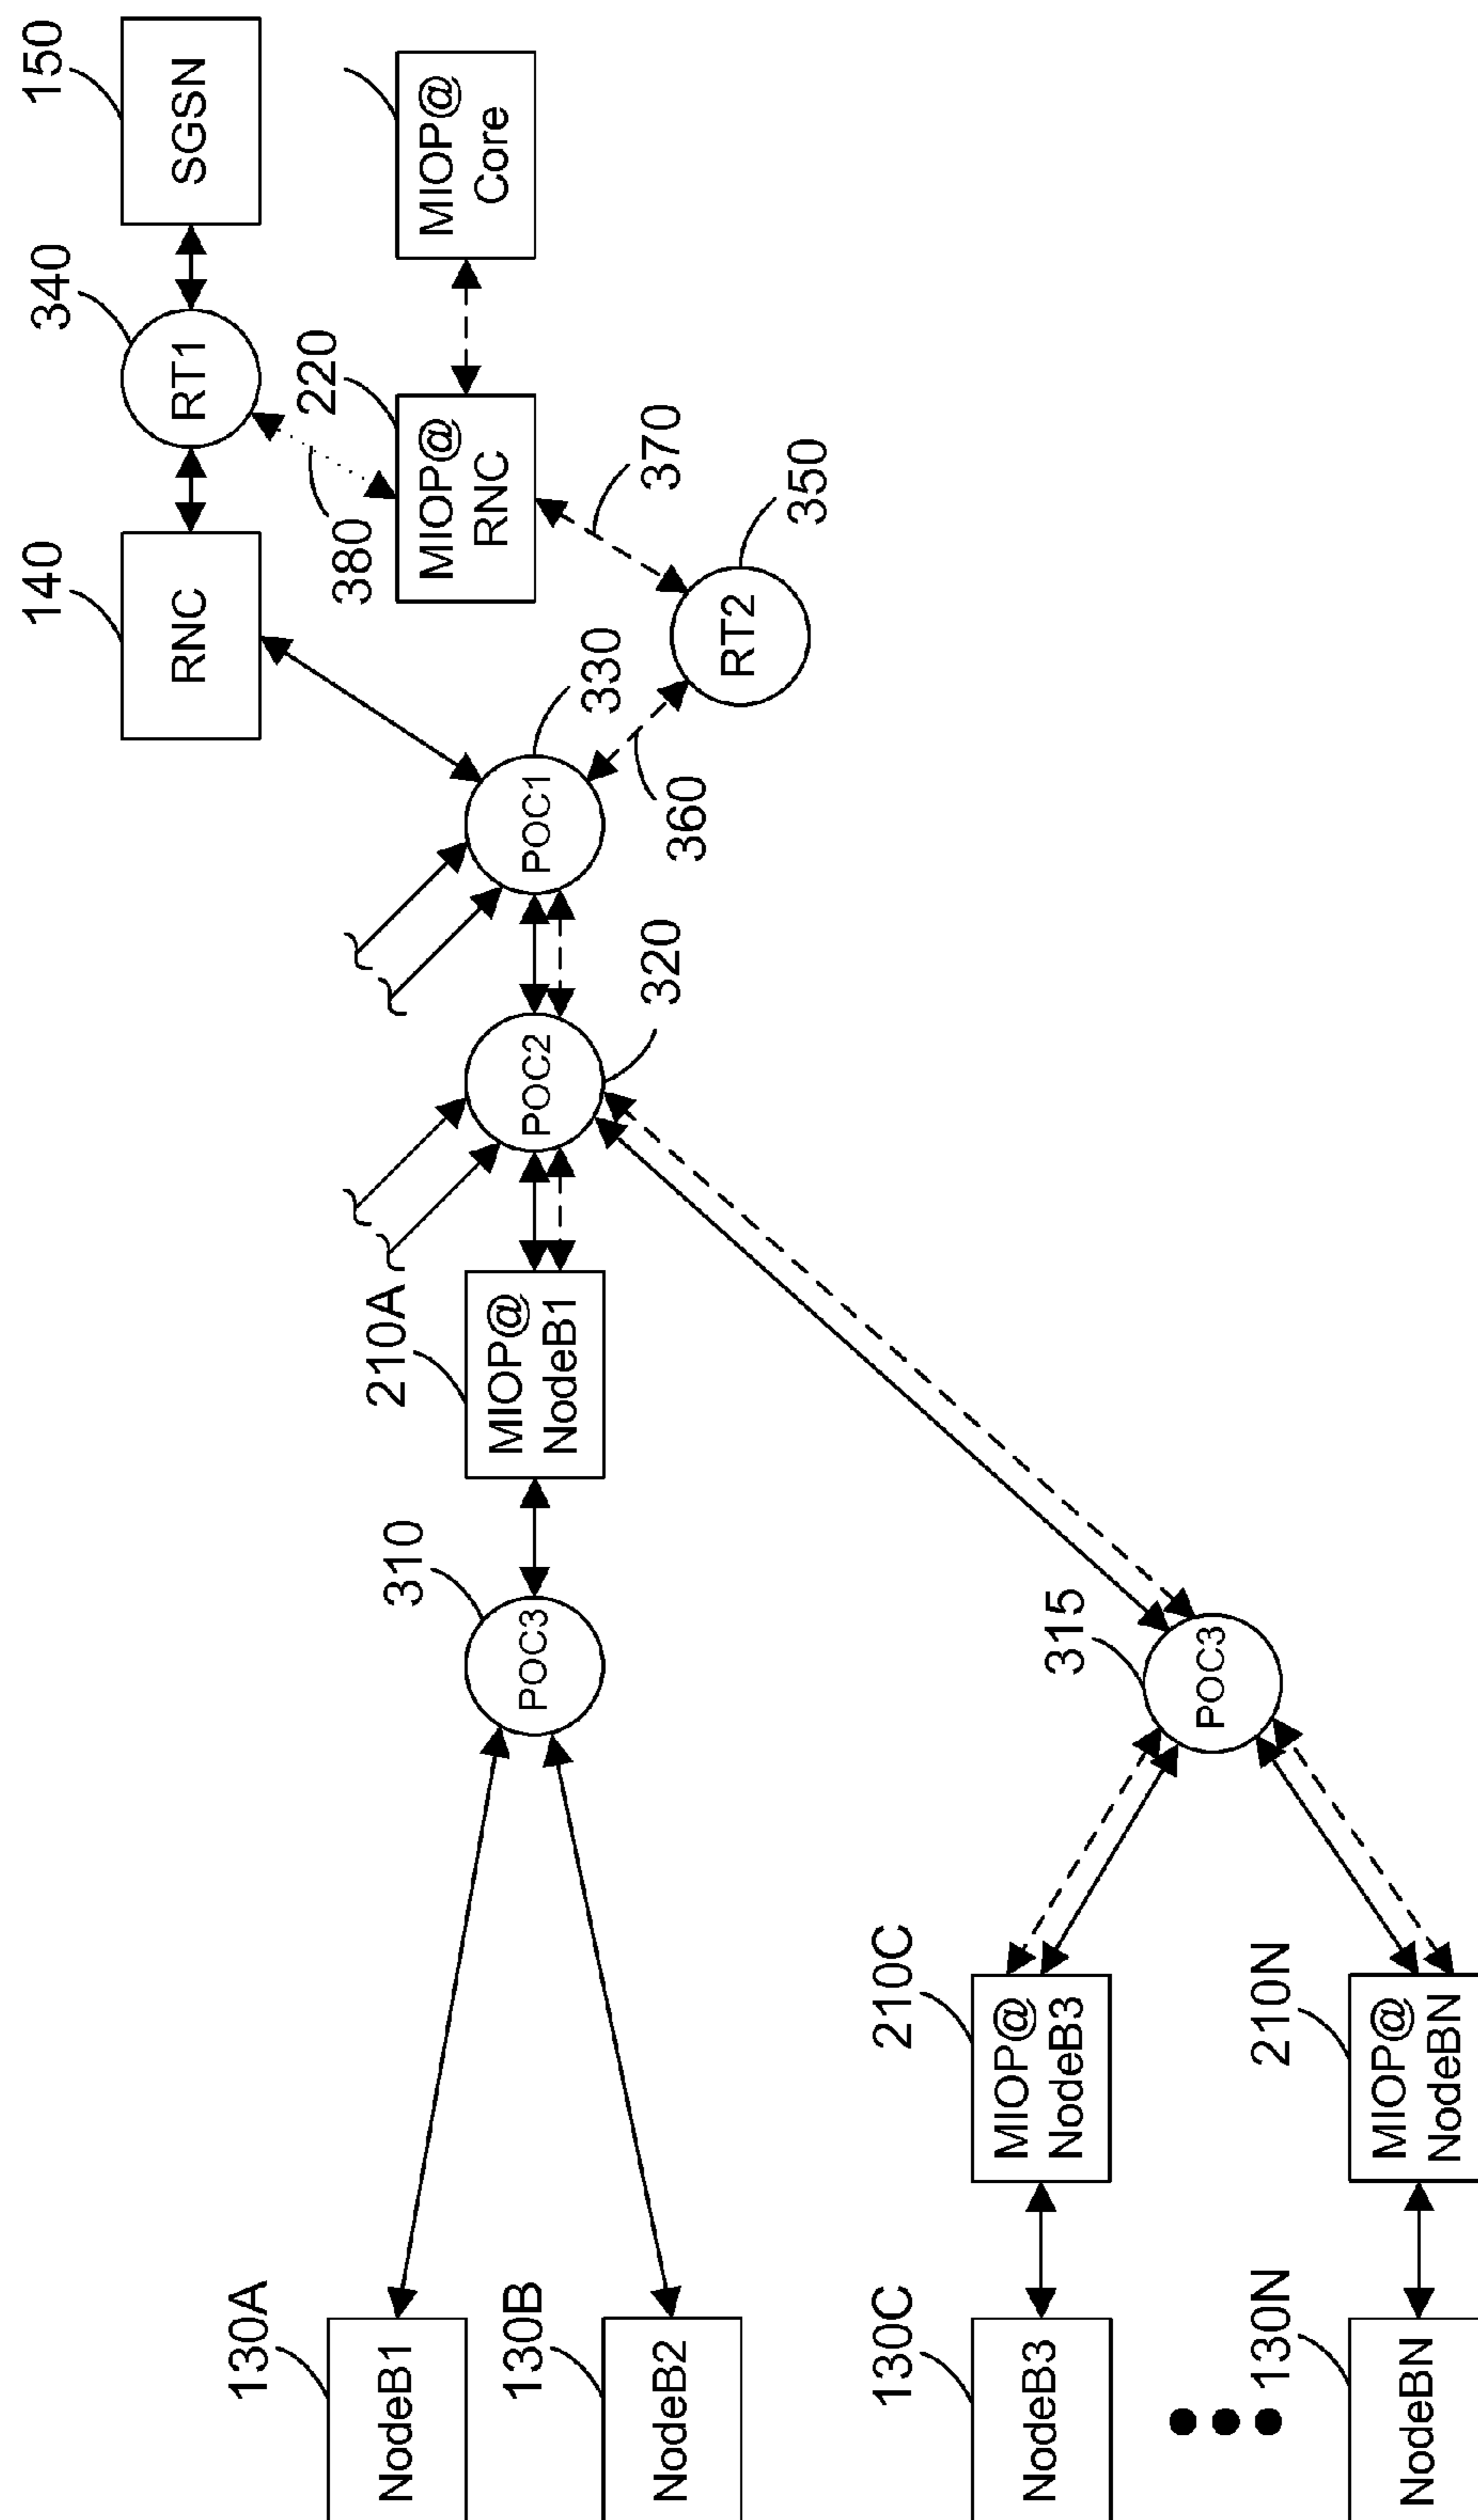 130A
NodeB1
130B
NodeB2
130C
NodeB3
130N
NodeBN
210C
MIOP@
NodeB3
210N
MIOP@
NodeBN
310
POC3
315
POC3
210A
MIOP@
NodeB1
POC2
320
POC1
330
360
RT2
350
370
140
RNC
380
220
MIOP@
RNC
340
RT1
150
SGSN
MIOP@
Core